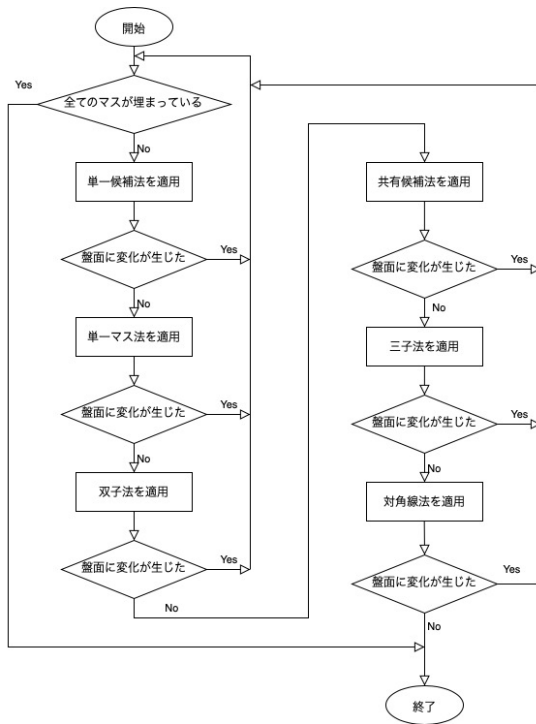 開始
Yes
全てのマスが埋まっている
No
単一候補法を適用
盤面に変化が生じた
Yes
No
単一マス法を適用
盤面に変化が生じた
Yes
No
双子法を適用
盤面に変化が生じた
Yes
No
共有候補法を適用
盤面に変化が生じた
Yes
No
三子法を適用
盤面に変化が生じた
Yes
No
対角線法を適用
盤面に変化が生じた
Yes
No
終了